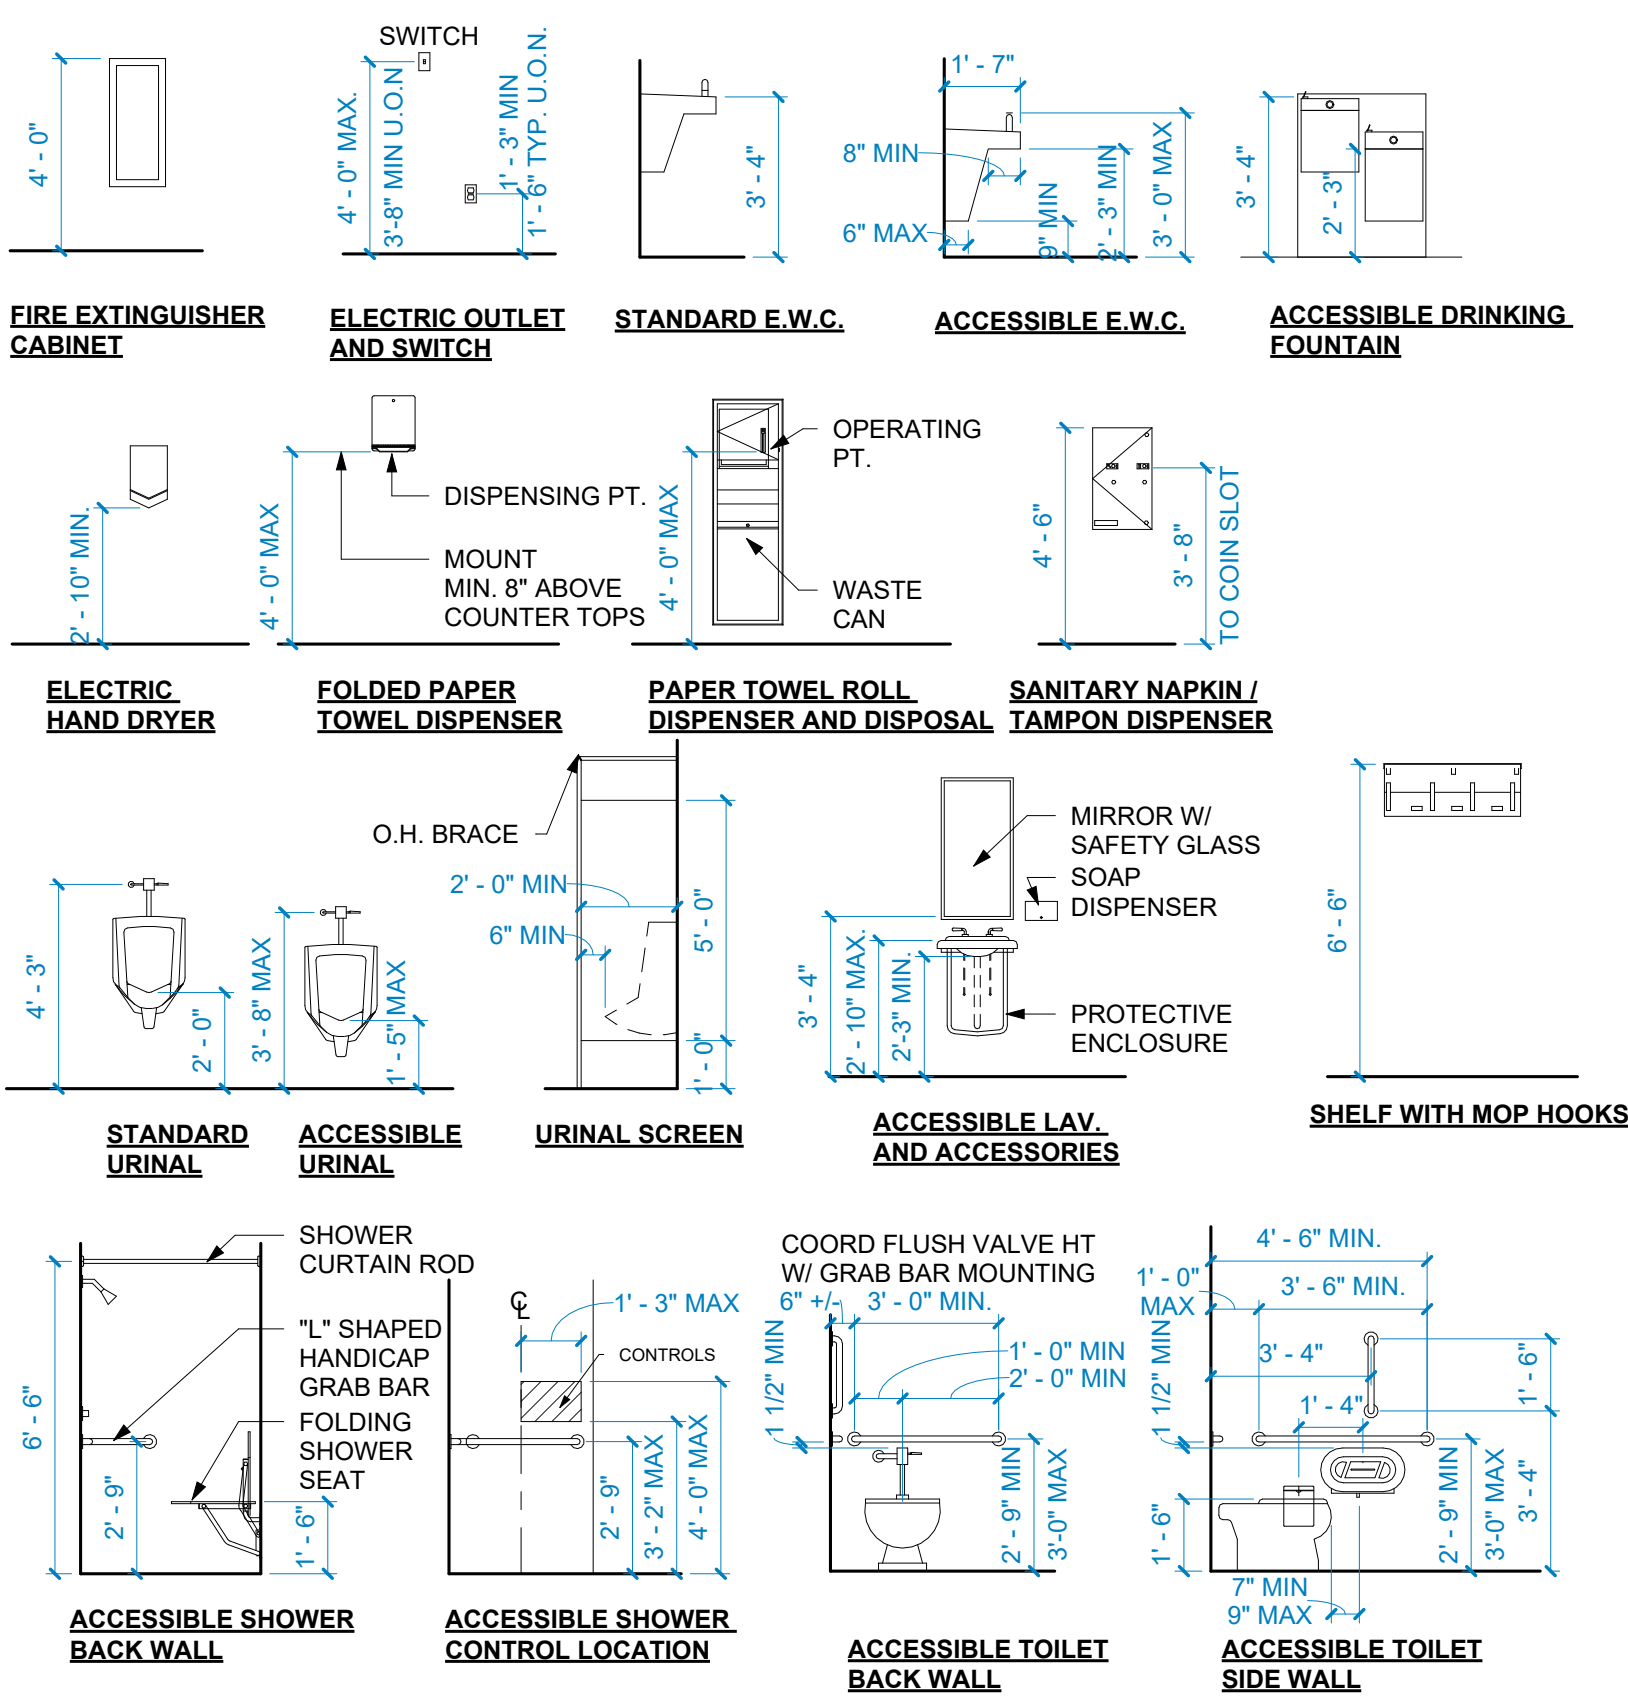 SWITCH
4' - 0"
4' - 0" MAX.
3'-8" MIN U.O.N
1' - 3" MIN
1' - 6" TYP. U.O.N.
3' - 4"
1' - 7"
8" MIN
6" MAX
9" MIN
2' - 3" MIN
3' - 0" MAX
3' - 4"
2' - 3"
FIRE EXTINGUISHER
CABINET
ELECTRIC OUTLET
AND SWITCH
STANDARD E.W.C.
ACCESSIBLE E.W.C.
ACCESSIBLE DRINKING
FOUNTAIN
2' - 10" MIN.
4' - 0" MAX
DISPENSING PT.
MOUNT
MIN. 8" ABOVE
COUNTER TOPS
4' - 0" MAX
OPERATING
PT.
WASTE
CAN
4' - 6"
3' - 8"
TO COIN SLOT
ELECTRIC
HAND DRYER
FOLDED PAPER
TOWEL DISPENSER
PAPER TOWEL ROLL
DISPENSER AND DISPOSAL
SANITARY NAPKIN /
TAMPON DISPENSER
4' - 3"
2' - 0"
3' - 8" MAX
1' - 5" MAX
O.H. BRACE
2' - 0" MIN
6" MIN
5' - 0"
1' - 0"
MIRROR W/
SAFETY GLASS
SOAP
DISPENSER
PROTECTIVE
ENCLOSURE
3' - 4"
2' - 10" MAX.
2'-3" MIN.
6' - 6"
STANDARD
URINAL
ACCESSIBLE
URINAL
URINAL SCREEN
ACCESSIBLE LAV.
AND ACCESSORIES
SHELF WITH MOP HOOKS
SHOWER
CURTAIN ROD
"L" SHAPED
HANDICAP
GRAB BAR
FOLDING
SHOWER
SEAT
6' - 6"
2' - 9"
1' - 6"
CL
1' - 3" MAX
CONTROLS
2' - 9"
3' - 2" MAX
4' - 0" MAX
COORD FLUSH VALVE HT
W/ GRAB BAR MOUNTING
6" +/-
3' - 0" MIN.
1' - 0" MIN
2' - 0" MIN
1 1/2" MIN
2' - 9" MIN
3'-0" MAX
4' - 6" MIN.
1' - 0"
MAX
3' - 6" MIN.
3' - 4"
1' - 4"
1 1/2" MIN
1' - 6"
1' - 6"
2' - 9" MIN
3'-0" MAX
3' - 4"
7" MIN
9" MAX
ACCESSIBLE SHOWER
BACK WALL
ACCESSIBLE SHOWER
CONTROL LOCATION
ACCESSIBLE TOILET
BACK WALL
ACCESSIBLE TOILET
SIDE WALL